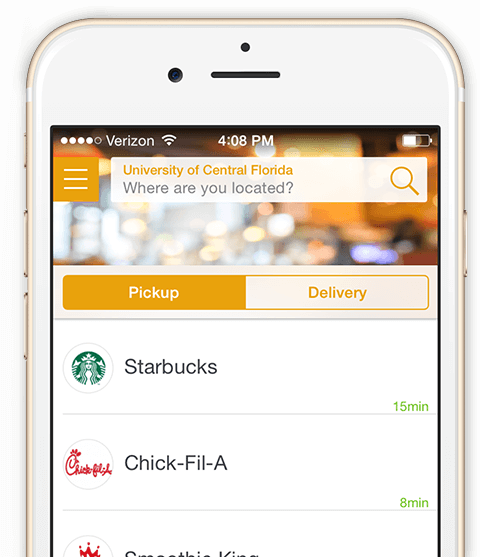 Verizon 4:08 PM
University of Central Florida
Where are you located?
Pickup Delivery
Starbucks
15min
Chick-Fil-A
Chick-fil-A
8min
Smoothie King